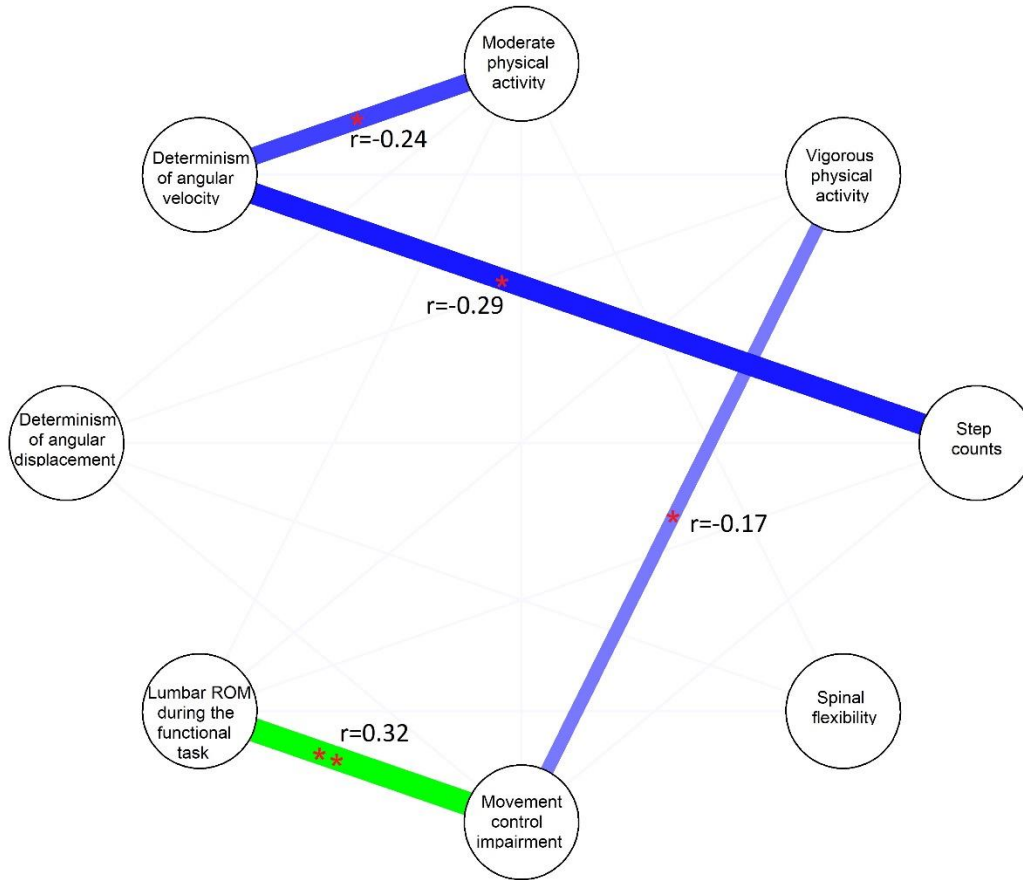 Moderate
physical
activity
r=-0.24
Determinism
of angular
velocity
Vigorous
physical
activity
r=-0.29
Determinism
of angular
displacement
Step
counts
r=-0.17
Lumbar ROM
during the
functional
task
r=0.32
**
Spinal
flexibility
Movement
control
impairment